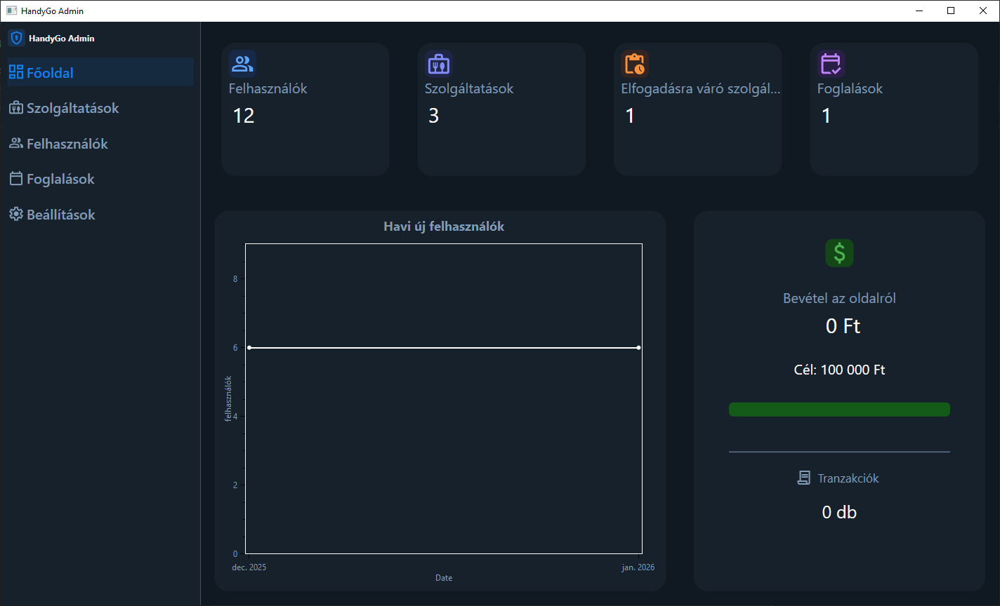 HandyGo Admin
HandyGo Admin
Főoldal
Szolgáltatások
Felhasználók
Foglalások
Beállítások
Felhasználók
12
Szolgáltatások
3
Elfogadásra váró szolgál...
1
Foglalások
1
Havi új felhasználók
8
6
4
2
0
felhasználók
dec. 2025
jan. 2026
Date
$
Bevétel az oldalról
0 Ft
Cél: 100 000 Ft
Tranzakciók
0 db